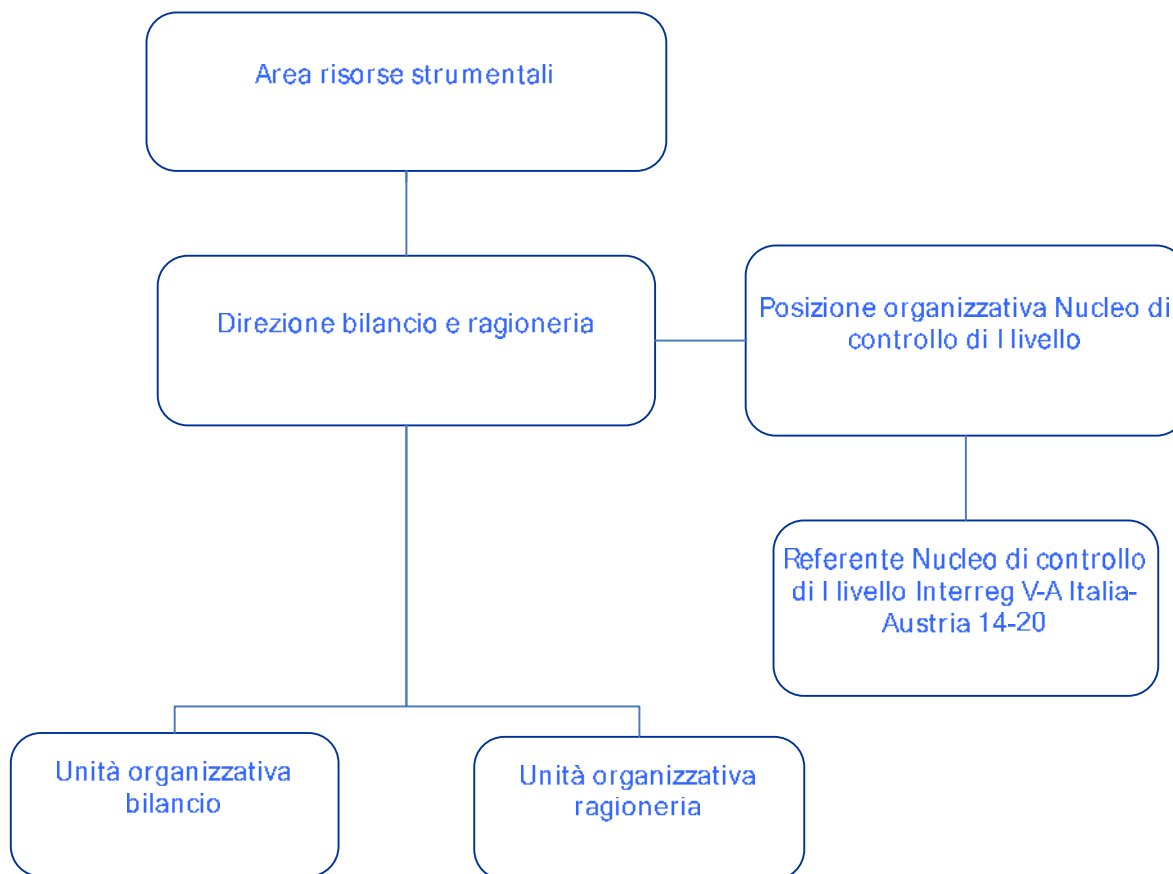 Area risorse strumentali
Direzione bilancio e ragioneria
Posizione organizzativa Nucleo di
controllo di I livello
Referente Nucleo di controllo
di I livello Interreg V-A Italia-
Austria 14-20
Unità organizzativa
bilancio
Unità organizzativa
ragioneria